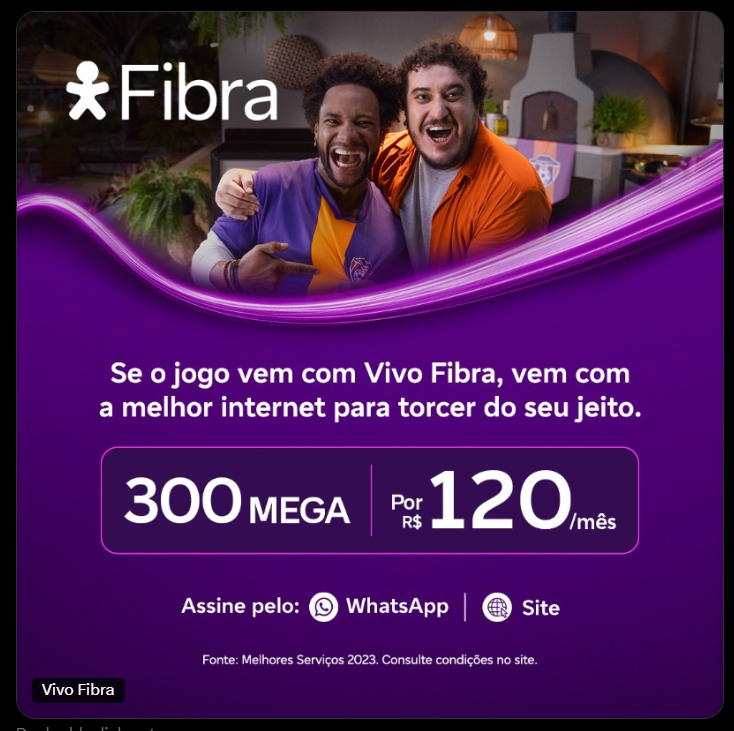 Fibra
Se o jogo vem com Vivo Fibra, vem com
a melhor internet para torcer do seu jeito.
300 MEGA
Por
R$ 120/mês
Assine pelo: WhatsApp | Site
Fonte: Melhores Serviços 2023. Consulte condições no site.
Vivo Fibra